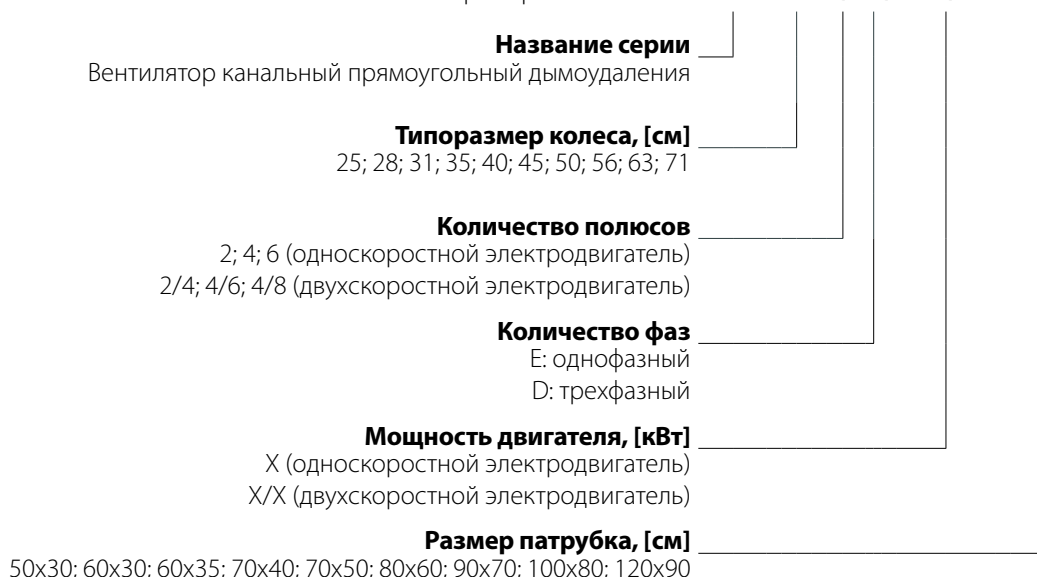 Название серии
Вентилятор канальный прямоугольный дымоудаления
Типоразмер колеса, [см]
25; 28; 31; 35; 40; 45; 50; 56; 63; 71
Количество полюсов
2; 4; 6 (односкоростной электродвигатель)
2/4; 4/6; 4/8 (двухскоростной электродвигатель)
Количество фаз
E: однофазный
D: трехфазный
Мощность двигателя, [кВт]
X (односкоростной электродвигатель)
X/X (двухскоростной электродвигатель)
Размер патрубка, [см]
50x30; 60x30; 60x35; 70x40; 70x50; 80x60; 90x70; 100x80; 120x90